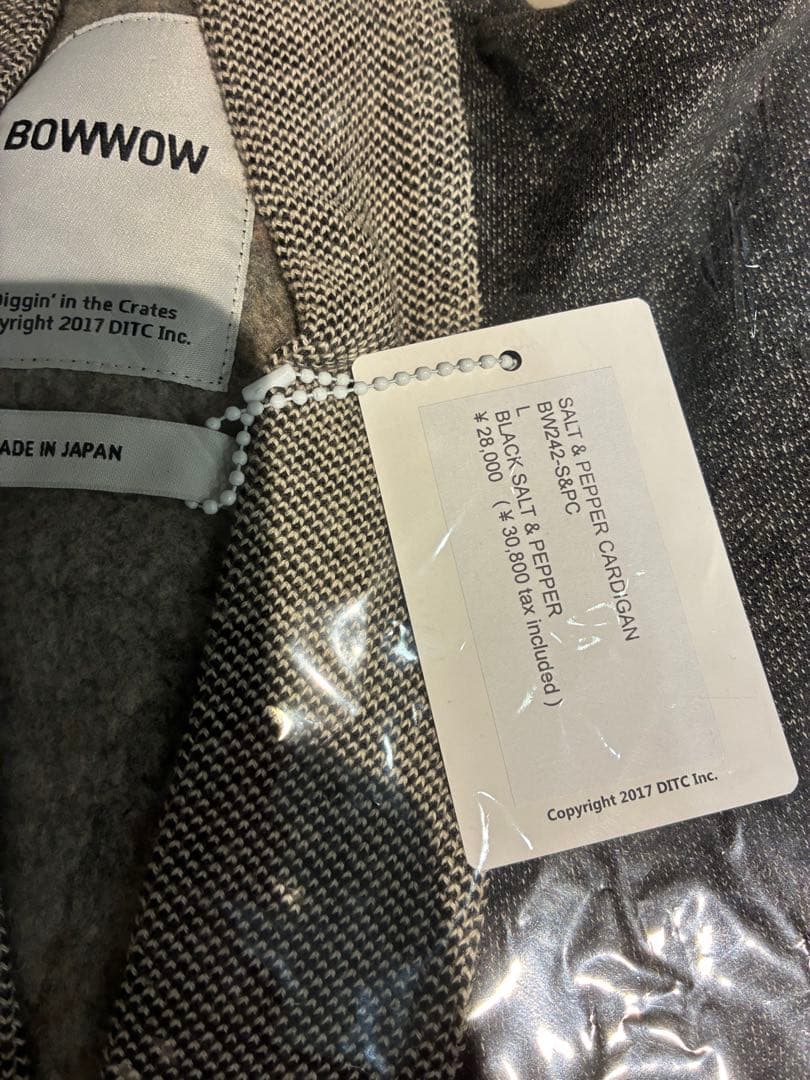 BOWWOW
Diggin' in the Crates
yright 2017 DITC Inc.
ADE IN JAPAN
SALT & PEPPER CARDIGAN
BW242-S&PC
L
BLACK SALT & PEPPER
¥ 28,000 (¥ 30,800 tax included)
Copyright 2017 DITC Inc.